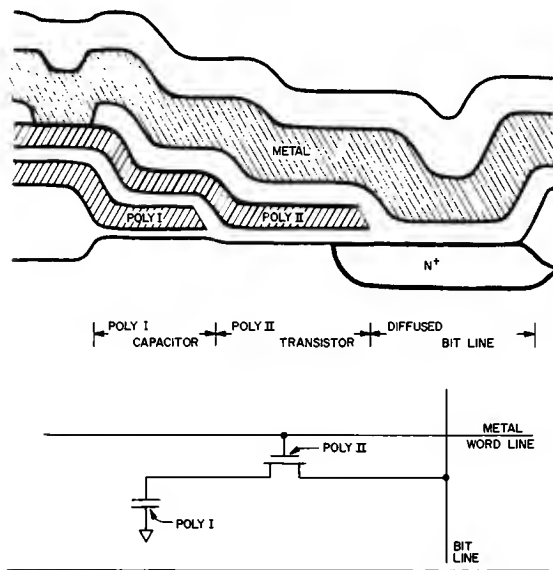 METAL
POLY I
POLY II
N+
POLY I
CAPACITOR
POLY II
TRANSISTOR
DIFFUSED
BIT LINE
METAL
WORD LINE
POLY II
POLY I
BIT
LINE